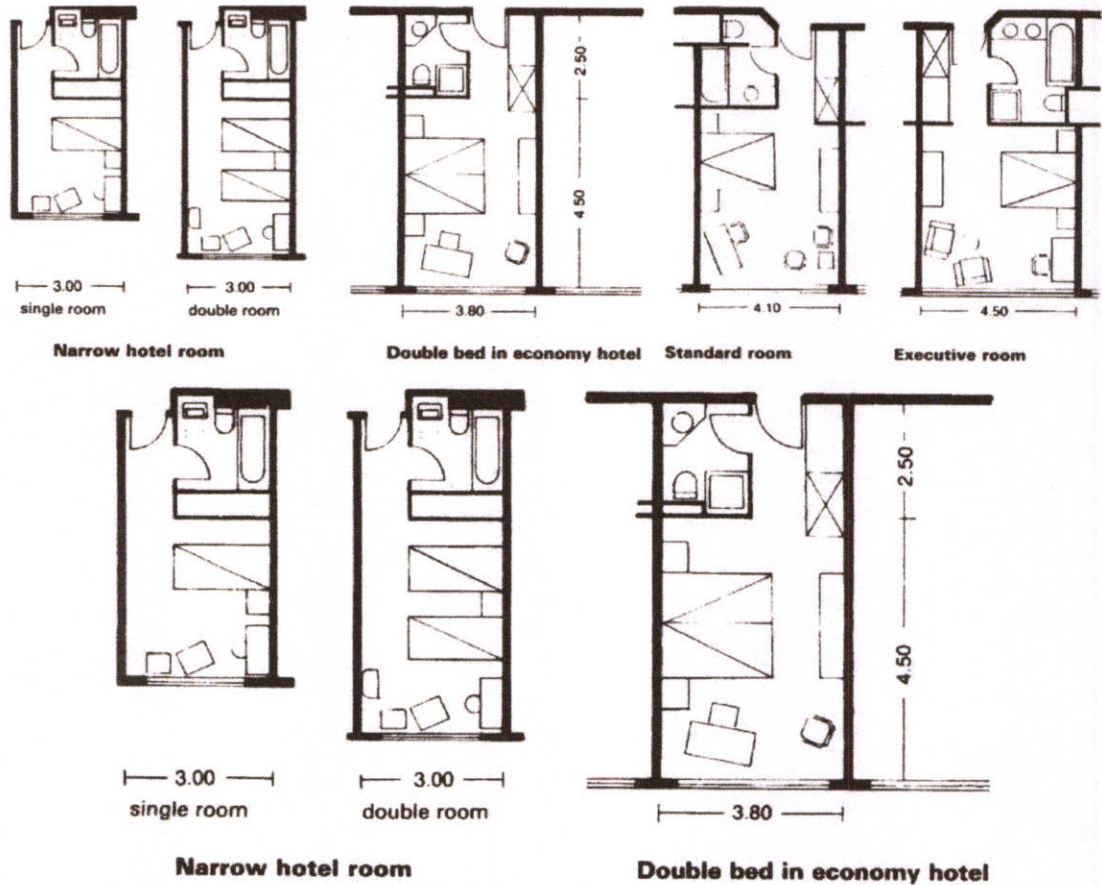 2.50
4.50
3.00
3.00
3.80
4.10
4.50
single room
double room
Narrow hotel room
Double bed in economy hotel
Standard room
Executive room
2.50
4.50
3.00
3.00
3.80
single room
double room
Narrow hotel room
Double bed in economy hotel